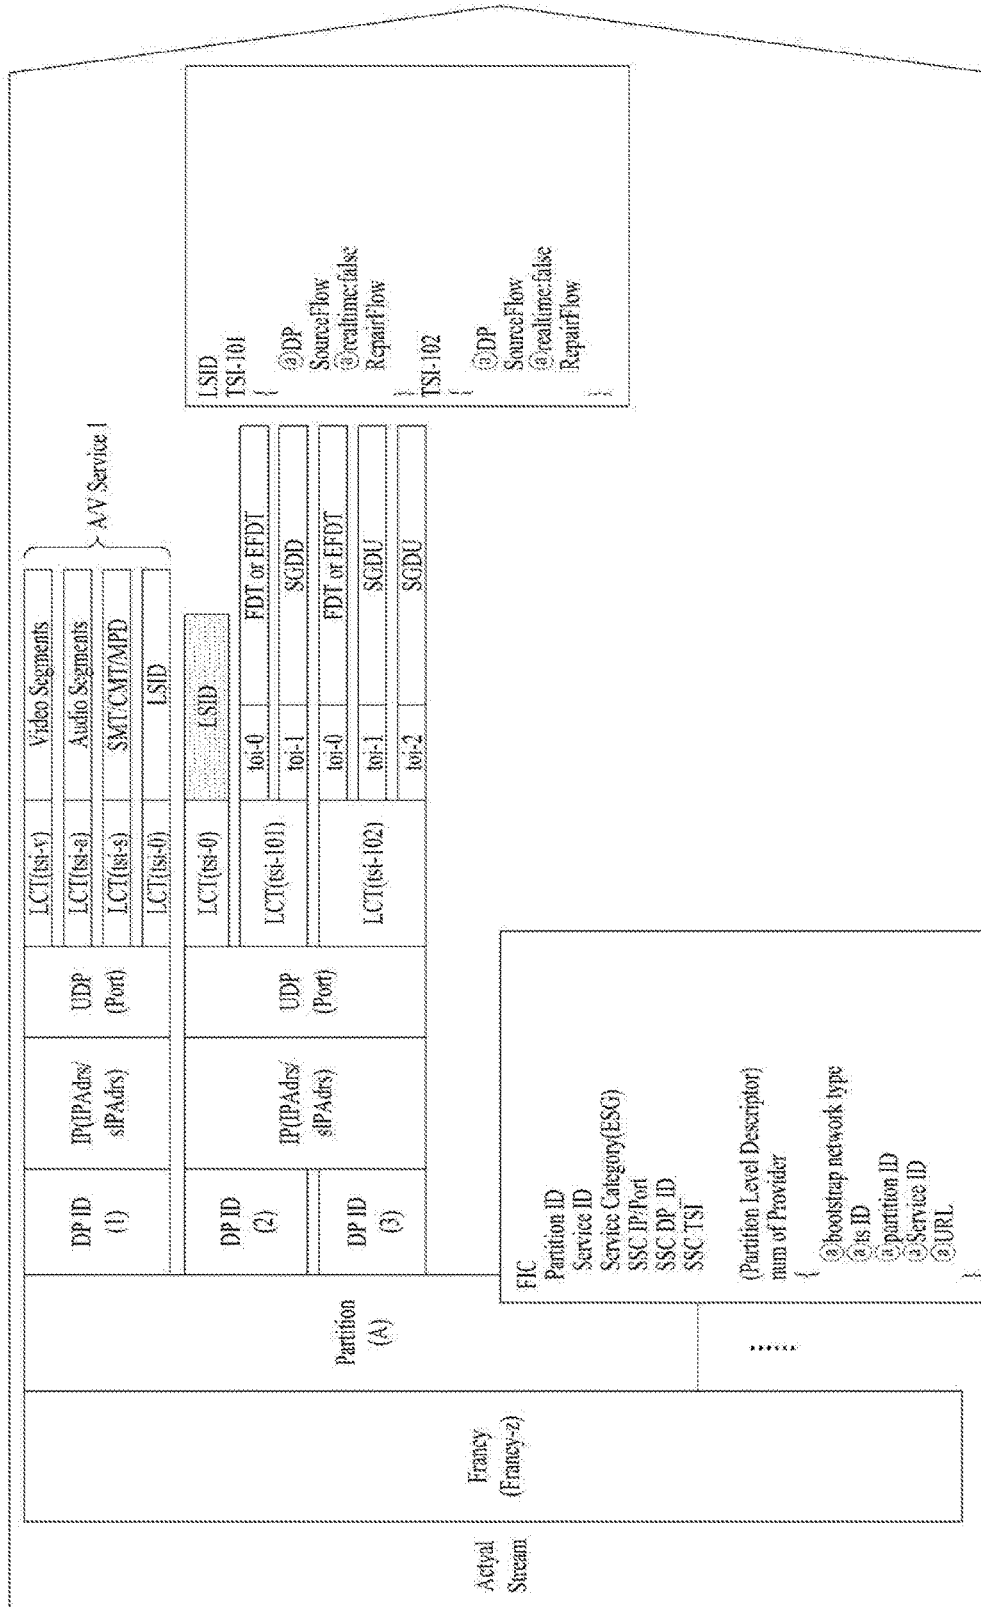 Actyal
Stream
Francy
(Francy-z)
Partition
(A)
DP ID
(1)
IP(IPAdrs/
sIPAdrs)
UDP
(Port)
LCT(tsi-v)
Video Segments
LCT(tsi-a)
Audio Segments
LCT(tsi-s)
SMT/CMT/MPD
LCT(tsi-0)
LSID
A/V Service 1
DP ID
(2)
DP ID
(3)
IP(IPAdrs/
sIPAdrs)
UDP
(Port)
LCT(tsi-0)
LSID
LCT(tsi-101)
toi-0
FDT or EFDT
toi-1
SGDD
LCT(tsi-102)
toi-0
FDT or EFDT
toi-1
SGDU
toi-2
SGDU
LSID
TSI-101
{
@DP
SourceFlow
@realtime:false
RepairFlow
} TSI-102
{
@DP
SourceFlow
@realtime:false
RepairFlow
}
FIC
Partition ID
Service ID
Service Category(ESG)
SSC IP/Port
SSC DP_ID
SSC TSI
(Partition Level Descriptor)
num of Provider
{
@bootstrap network type
@ts ID
@partition ID
@Service ID
@URL
}
......